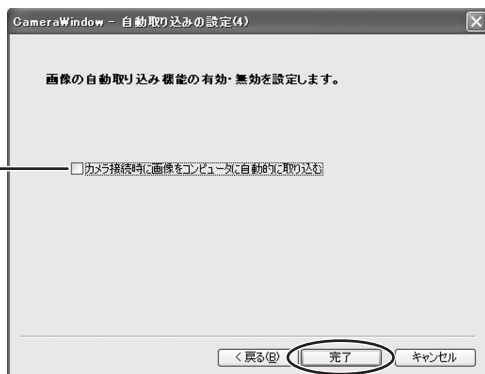 CameraWindow - 自動取り込みの設定(4)
画像の自動取り込み機能の有効・無効を設定します。
カメラ接続時に画像をコンピュータに自動的に取り込む
< 戻る(B)
完了
キャンセル